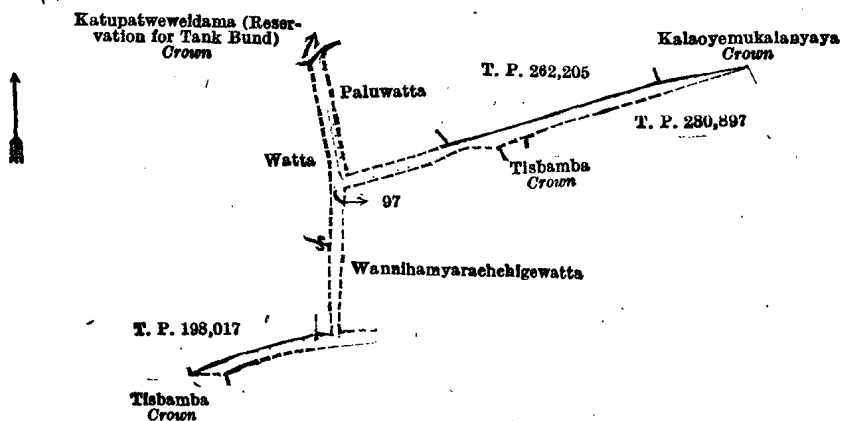 Katupatweweldama (Reser-
vation for Tank Bund)
Crown
Kalaoyemukalanyaya
Crown
T. P. 262,205
Paluwatta
T. P. 280,897
Watta
Tisbamba
Crown
97
Wannihamyarachchigewatta
T. P. 198,017
Tisbamba
Crown